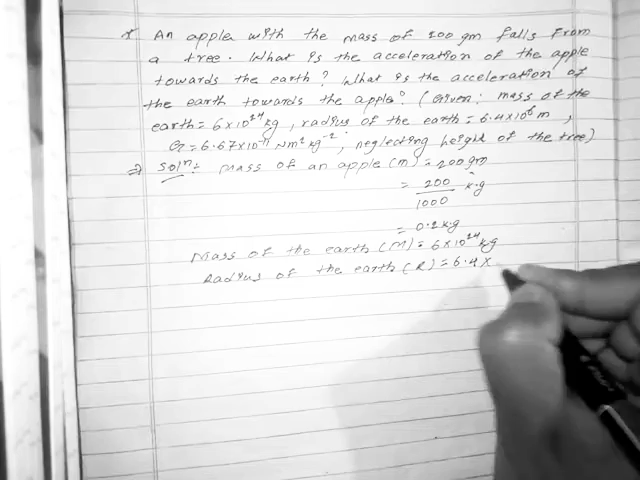 * An apple with the mass of 200 gm falls from
a tree. What is the acceleration of the apple
towards the earth? What is the acceleration of
the earth towards the apple? (Given: mass of the
earth = 6×10²⁴ kg, radius of the earth = 6.4×10⁶ m,
G = 6.67×10⁻¹¹ Nm² kg⁻², neglecting height of the tree)
⇒ Solⁿ: Mass of an apple (m) = 200 gm
= 200/1000 k.g
= 0.2 k.g
Mass of the earth (M) = 6×10²⁴ kg
Radius of the earth (R) = 6.4×